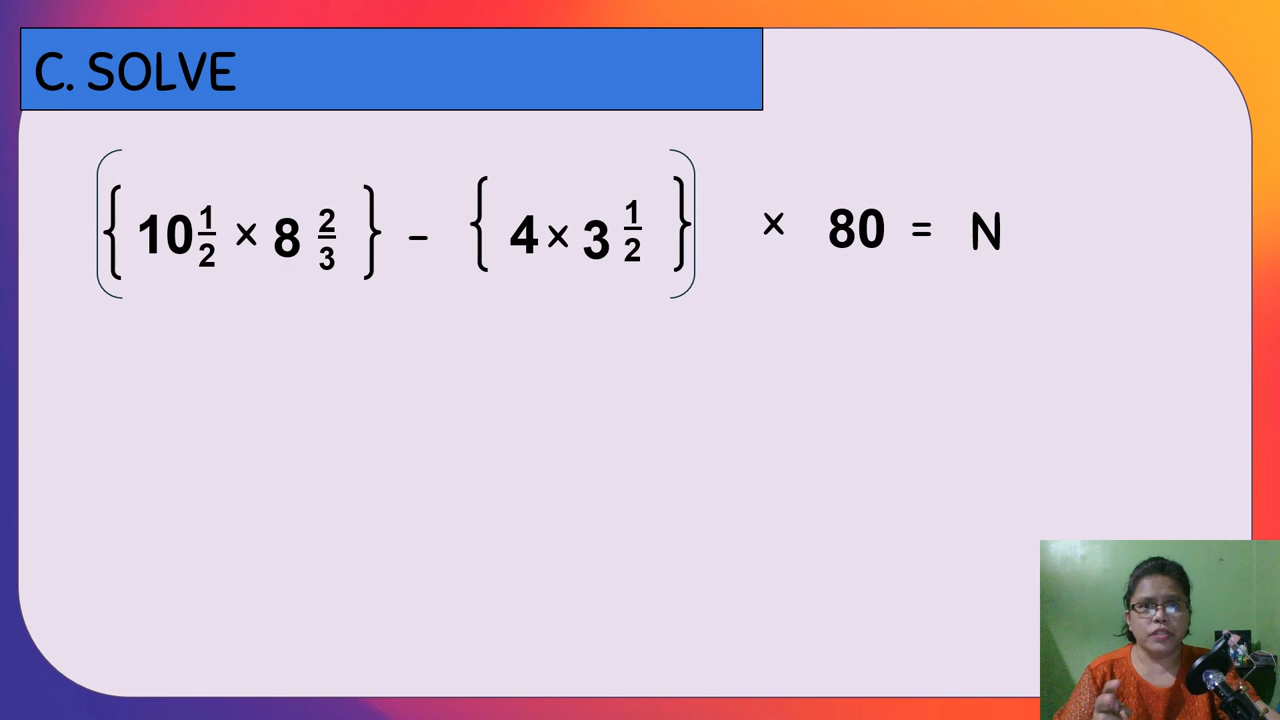 C. SOLVE
({10 1/2 × 8 2/3} - {4 × 3 1/2}) × 80 = N